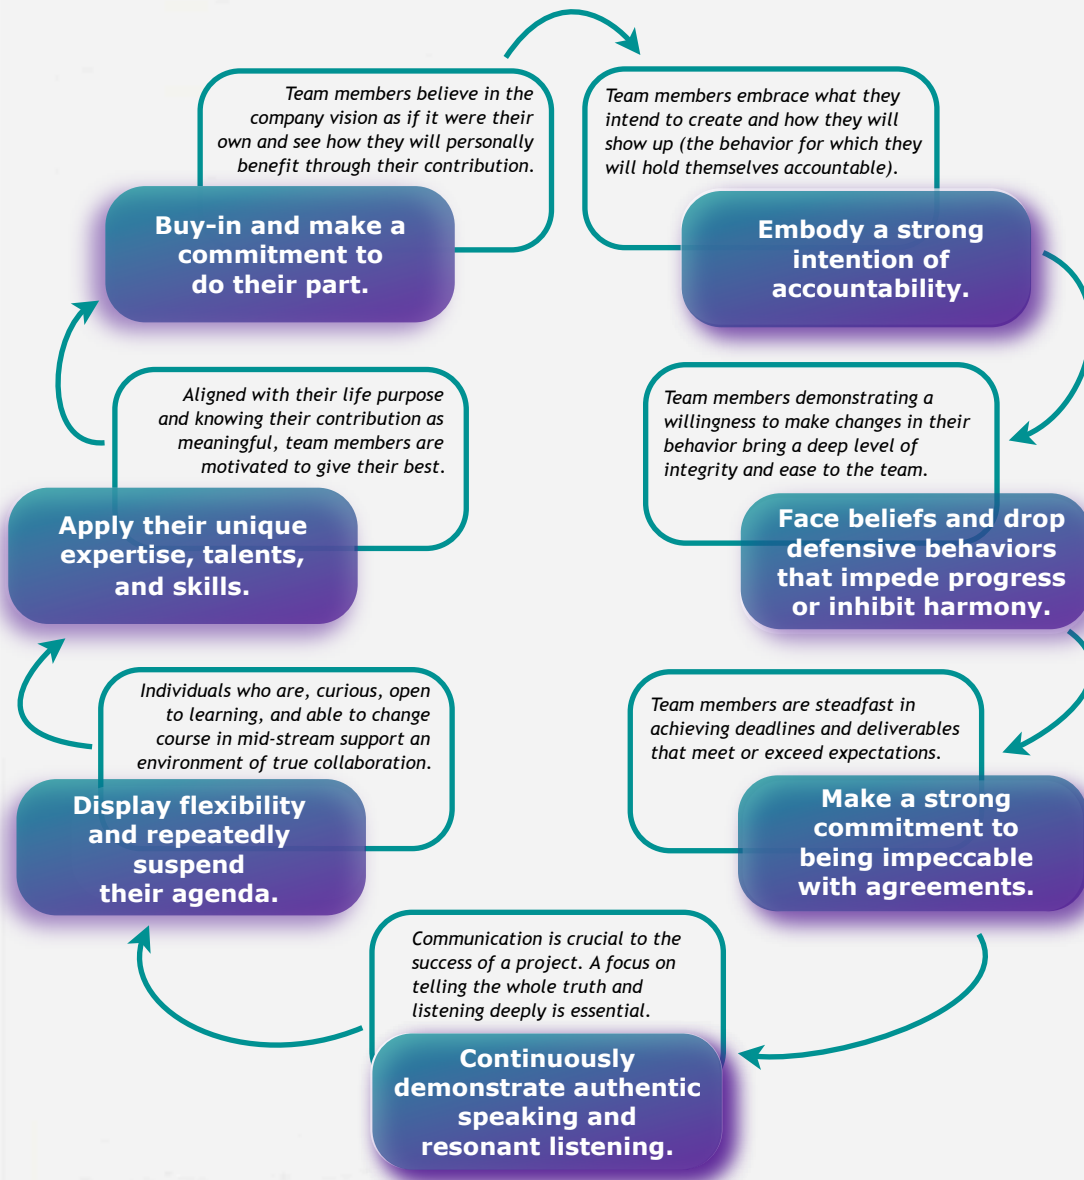 Team members believe in the
company vision as if it were their
own and see how they will personally
benefit through their contribution.
Buy-in and make a
commitment to
do their part.
Team members embrace what they
intend to create and how they will
show up (the behavior for which they
will hold themselves accountable).
Embody a strong
intention of
accountability.
Team members demonstrating a
willingness to make changes in their
behavior bring a deep level of
integrity and ease to the team.
Face beliefs and drop
defensive behaviors
that impede progress
or inhibit harmony.
Team members are steadfast in
achieving deadlines and deliverables
that meet or exceed expectations.
Make a strong
commitment to
being impeccable
with agreements.
Communication is crucial to the
success of a project. A focus on
telling the whole truth and
listening deeply is essential.
Continuously
demonstrate authentic
speaking and
resonant listening.
Individuals who are, curious, open
to learning, and able to change
course in mid-stream support an
environment of true collaboration.
Display flexibility
and repeatedly
suspend
their agenda.
Aligned with their life purpose
and knowing their contribution as
meaningful, team members are
motivated to give their best.
Apply their unique
expertise, talents,
and skills.